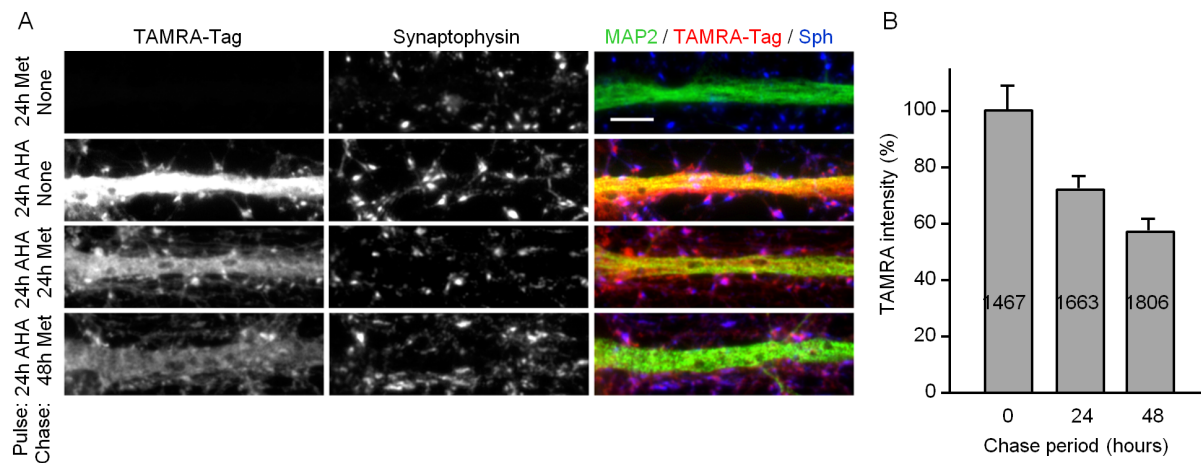 A
TAMRA-Tag
Synaptophysin
MAP2 / TAMRA-Tag / Sph
24h Met
None
24h AHA
None
24h AHA
24h Met
24h AHA
48h Met
Pulse:
Chase:
B
TAMRA intensity (%)
100
80
60
40
20
0
1467
1663
1806
0 24 48
Chase period (hours)